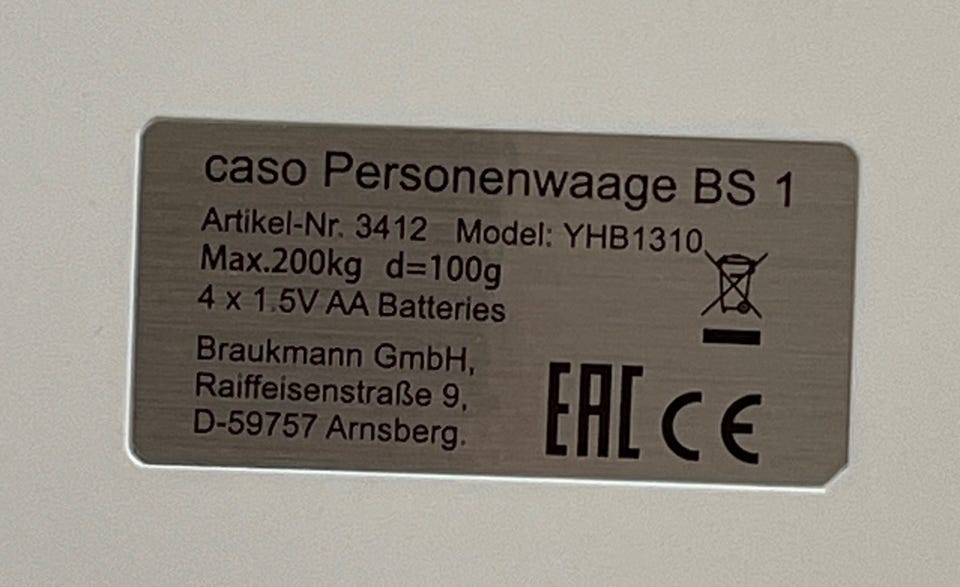 caso Personenwaage BS 1
Artikel-Nr. 3412 Model: YHB1310
Max.200kg d=100g
4 x 1.5V AA Batteries
Braukmann GmbH,
Raiffeisenstraße 9,
D-59757 Arnsberg.
EAC CE